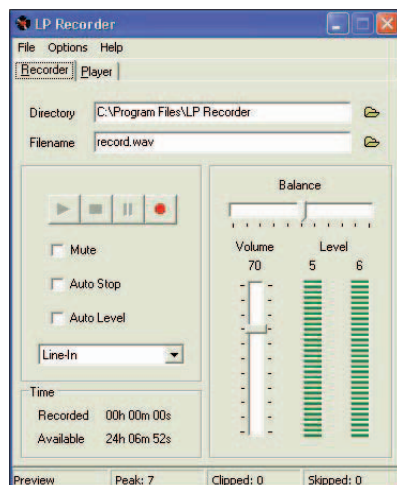 LP Recorder
File Options Help
Recorder Player
Directory C:\Program Files\LP Recorder
Filename record.wav
Balance
Mute
Auto Stop
Auto Level
Line-In
Volume Level
70 5 6
Time
Recorded 00h 00m 00s
Available 24h 06m 52s
Preview Peak: 7 Clipped: 0 Skipped: 0